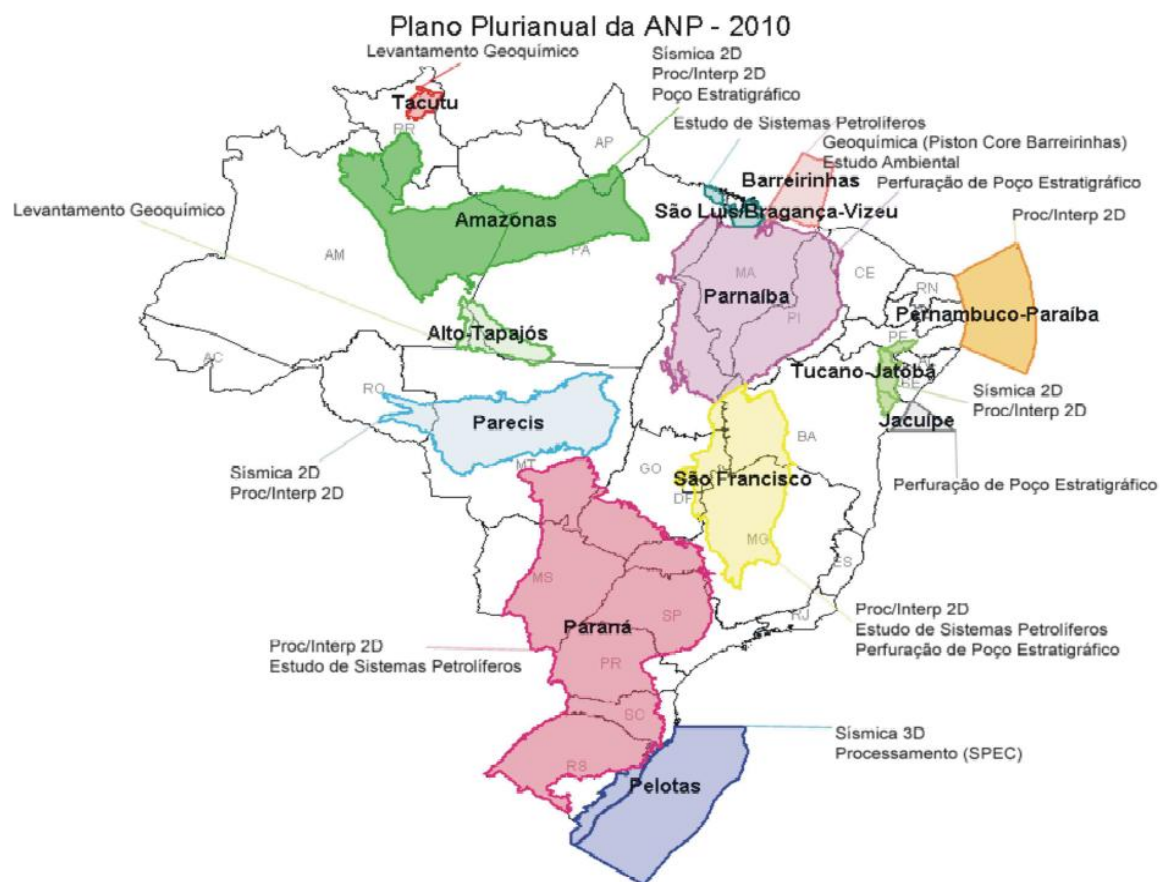 Plano Plurianual da ANP - 2010
Levantamento Geoquímico
Sísmica 2D
Proc/Interp 2D
Poço Estratigráfico
Tacutu
RR
AP
Estudo de Sistemas Petrolíferos
Geoquímica (Piston Core Barreirinhas)
Estudo Ambiental
Barreirinhas
Perfuração de Poço Estratigráfico
Levantamento Geoquímico
Amazonas
São Luis/Bragança-Vizeu
Proc/Interp 2D
AM
PA
MA
CE
Parnaíba
RN
PI
Pernambuco-Paraíba
Alto-Tapajós
PE
AC
Tucano-Jatobá
AL
SE
RO
Sísmica 2D
Proc/Interp 2D
Parecis
Jacuípe
BA
Sísmica 2D
Proc/Interp 2D
MT
GO
São Francisco
Perfuração de Poço Estratigráfico
DF
MG
ES
MS
SP
RJ
Proc/Interp 2D
Estudo de Sistemas Petrolíferos
Perfuração de Poço Estratigráfico
Paraná
Proc/Interp 2D
Estudo de Sistemas Petrolíferos
PR
SC
Sísmica 3D
Processamento (SPEC)
RS
Pelotas